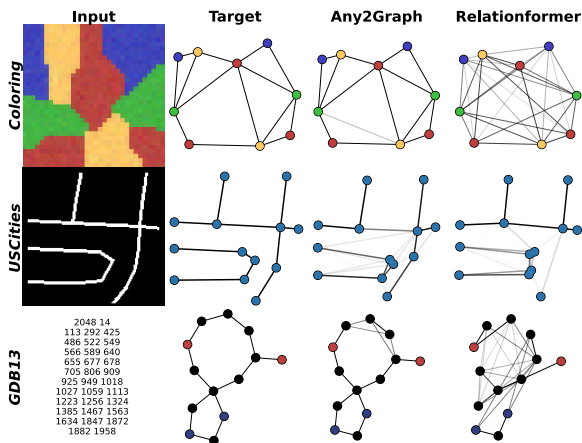 Input Target Any2Graph Relationformer
Coloring
USCities
GDB13
2048 14
113 292 425
486 522 549
566 589 640
655 677 678
705 806 909
925 949 1018
1027 1059 1113
1223 1256 1324
1385 1467 1563
1634 1847 1872
1882 1958